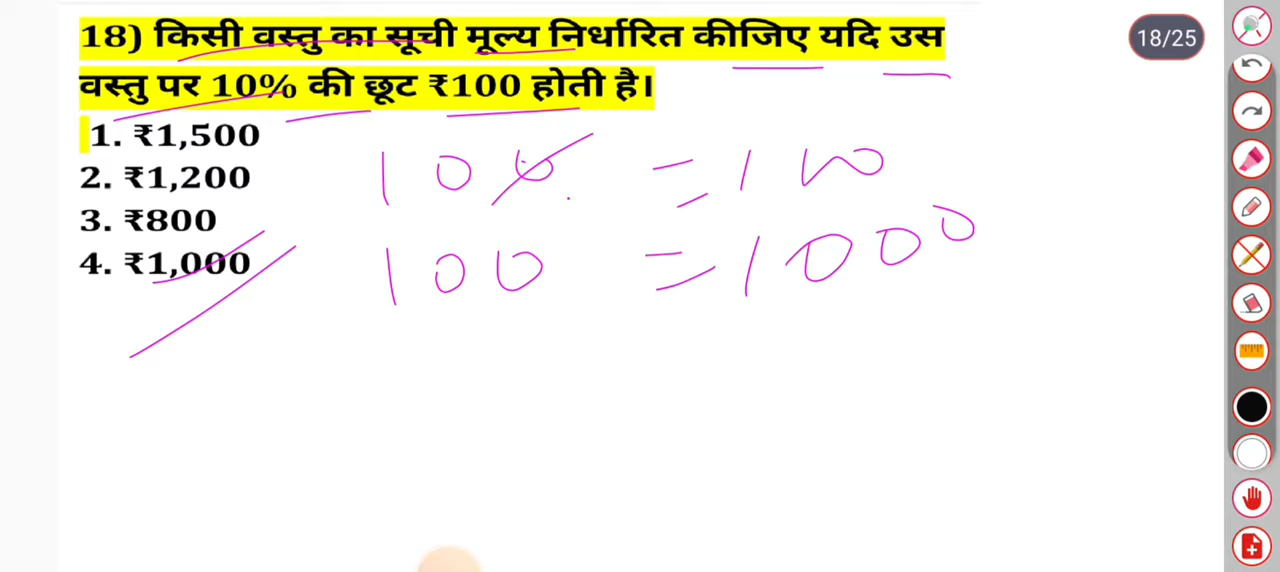 18) किसी वस्तु का सूची मूल्य निर्धारित कीजिए यदि उस
वस्तु पर 10% की छूट ₹100 होती है।
1. ₹1,500
2. ₹1,200
3. ₹800
4. ₹1,000
100 = 100
100 = 1000
18/25